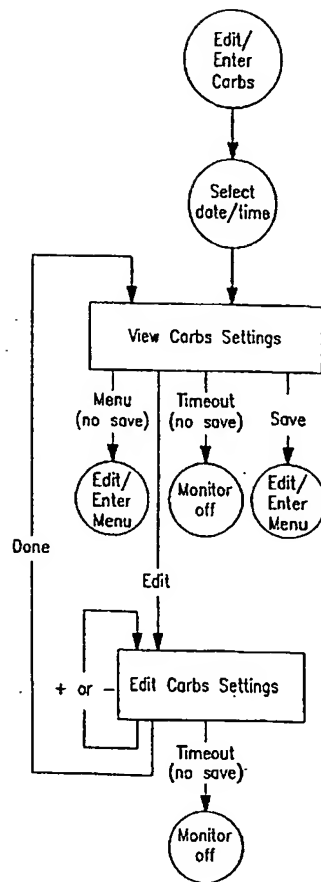 Edit/
Enter
Carbs
Select
date/time
View Carbs Settings
Menu
(no save)
Timeout
(no save)
Save
Edit/
Enter
Menu
Monitor
off
Edit/
Enter
Menu
Done
Edit
+ or -
Edit Carbs Settings
Timeout
(no save)
Monitor
off